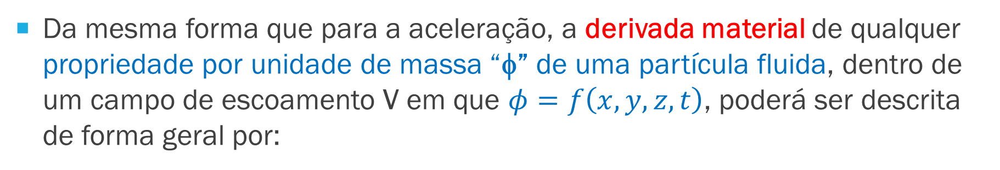 Da mesma forma que para a aceleração, a derivada material de qualquer
propriedade por unidade de massa “ϕ” de uma partícula fluida, dentro de
um campo de escoamento V em que 𝜙 = 𝑓(𝑥, 𝑦, 𝑧, 𝑡), poderá ser descrita
de forma geral por: